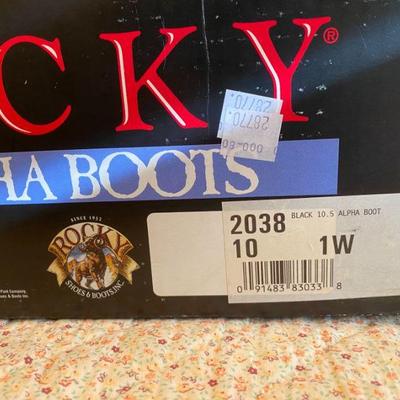 CKY®
HA BOOTS
28770
28770
000-80
SINCE 1932
ROCKY
SHOES & BOOTS, INC.
2038 BLACK 10.5 ALPHA BOOT
10 1W
0 91483 83033 8